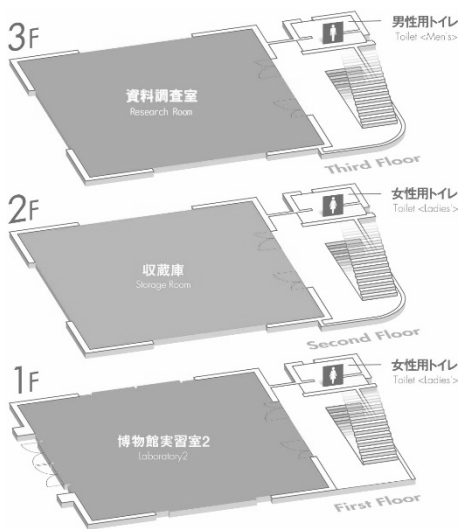 3F
男性用トイレ
Toilet <Men's>
資料調査室
Research Room
Third Floor
2F
女性用トイレ
Toilet <Ladies'>
収蔵庫
Storage Room
Second Floor
1F
女性用トイレ
Toilet <Ladies'>
博物館実習室2
Laboratory2
First Floor